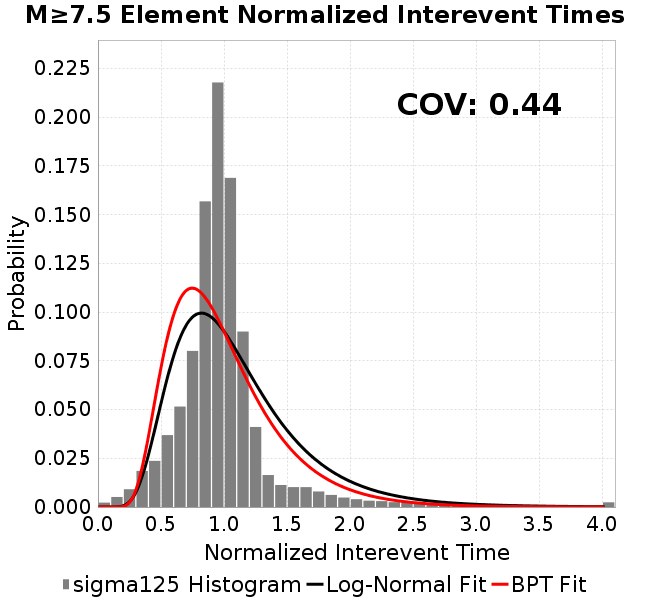 M≥7.5 Element Normalized Interevent Times
COV: 0.44
Probability
0.225
0.200
0.175
0.150
0.125
0.100
0.075
0.050
0.025
0.000
0.0 0.5 1.0 1.5 2.0 2.5 3.0 3.5 4.0
Normalized Interevent Time
sigma125 Histogram Log-Normal Fit BPT Fit